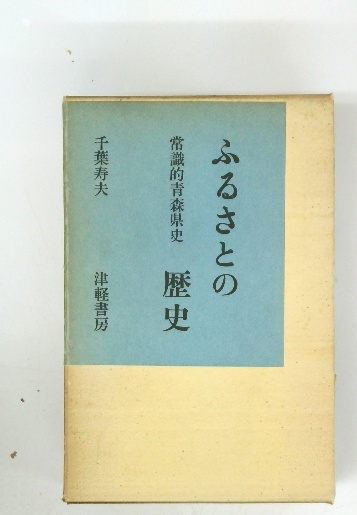 ふるさとの
歴史
常識的青森県史
千葉寿夫
津軽書房